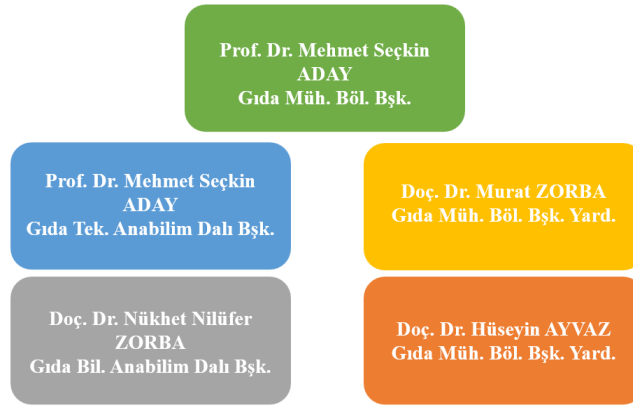 Prof. Dr. Mehmet Seçkin
ADAY
Gıda Müh. Böl. Bşk.
Prof. Dr. Mehmet Seçkin
ADAY
Gıda Tek. Anabilim Dalı Bşk.
Doç. Dr. Murat ZORBA
Gıda Müh. Böl. Bşk. Yard.
Doç. Dr. Nükhet Nilüfer
ZORBA
Gıda Bil. Anabilim Dalı Bşk.
Doç. Dr. Hüseyin AYVAZ
Gıda Müh. Böl. Bşk. Yard.